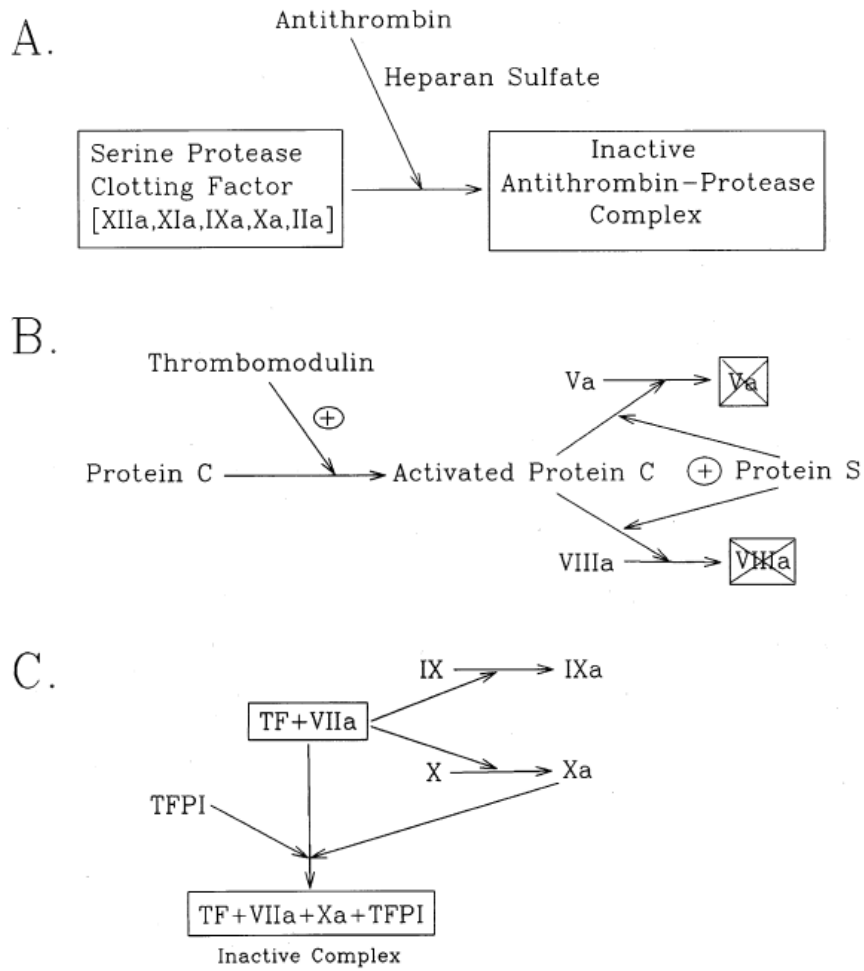 A.
Antithrombin
Heparan Sulfate
Serine Protease
Clotting Factor
[XIIa,XIa,IXa,Xa,IIa]
Inactive
Antithrombin-Protease
Complex
B.
Thrombomodulin
+
Protein C
Activated Protein C
+
Protein S
Va
Va
VIIIa
VIIIa
C.
IX
IXa
TF+VIIa
X
Xa
TFPI
TF+VIIa+Xa+TFPI
Inactive Complex